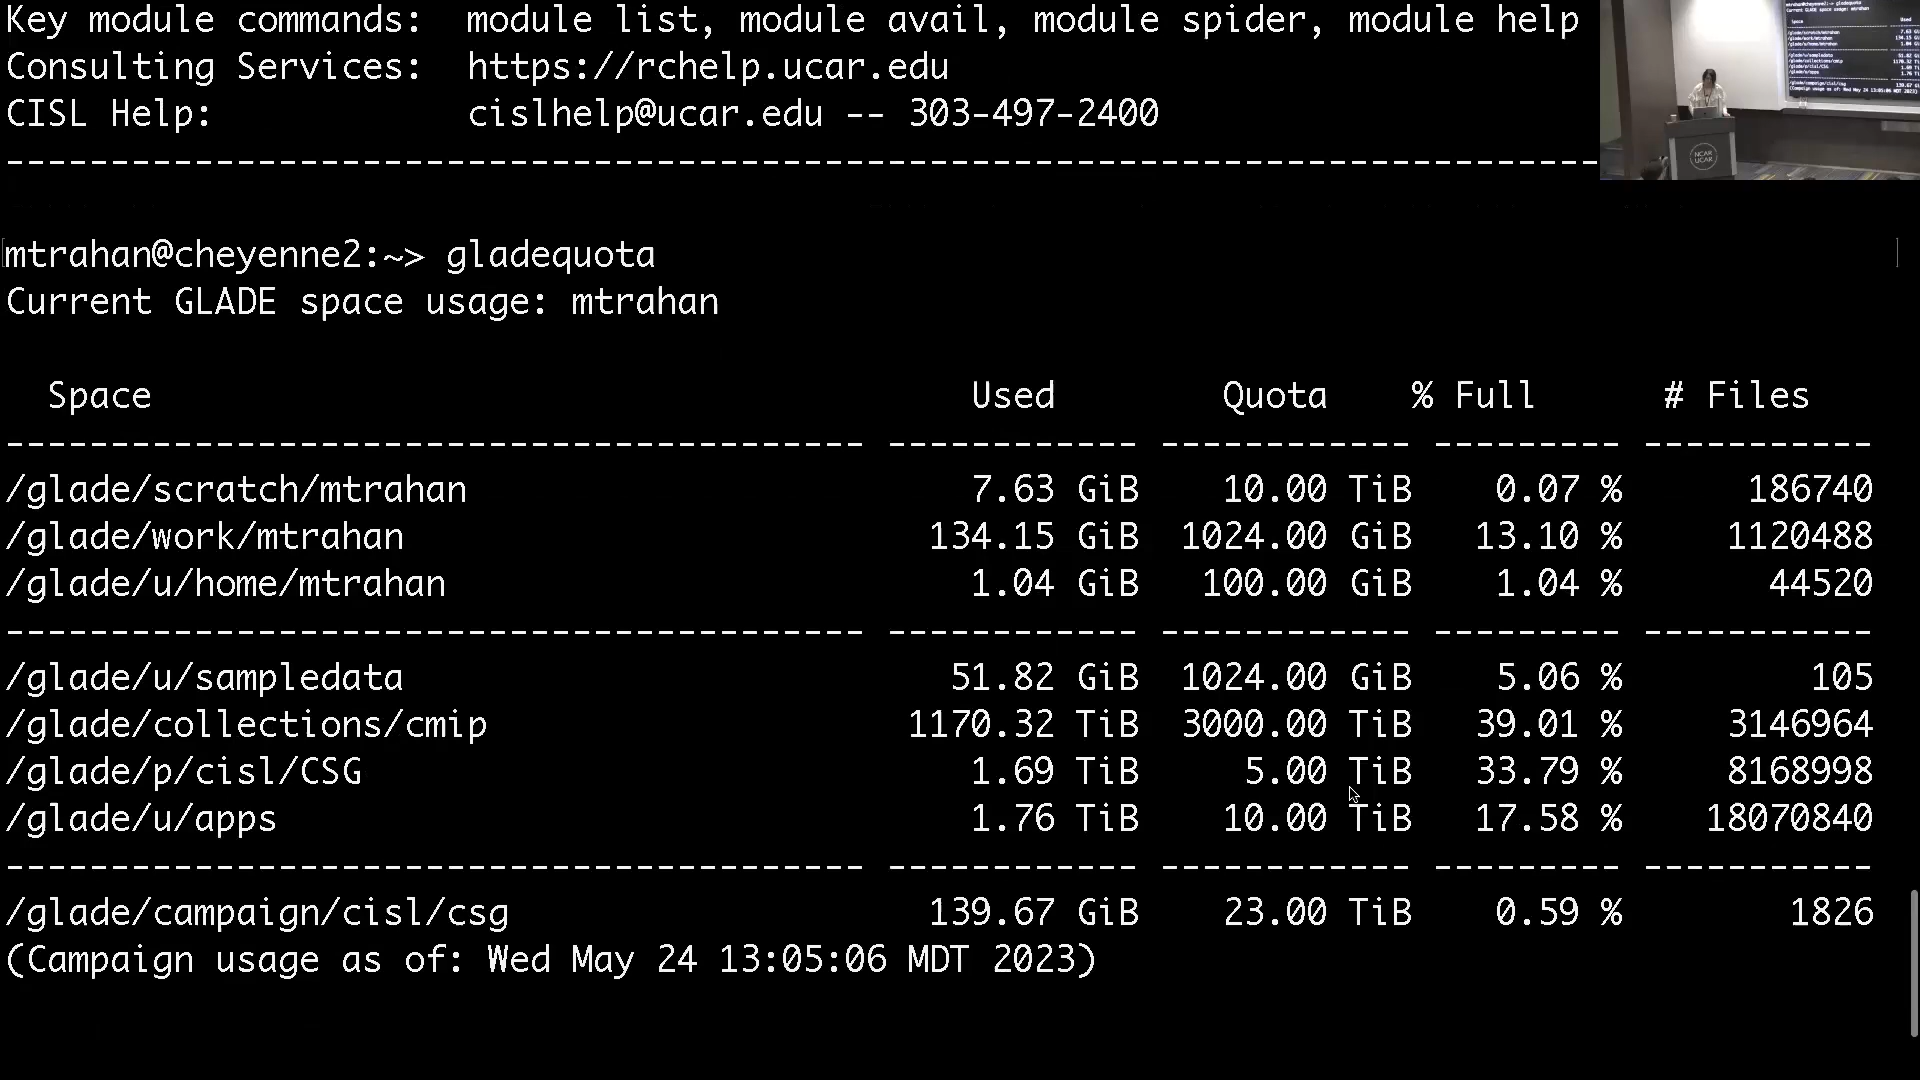 Key module commands:  module list, module avail, module spider, module help
Consulting Services:  https://rchelp.ucar.edu
CISL Help:            cislhelp@ucar.edu -- 303-497-2400
mtrahan@cheyenne2:~> gladequota
Current GLADE space usage: mtrahan
Space Used Quota % Full # Files
/glade/scratch/mtrahan 7.63 GiB 10.00 TiB 0.07 % 186740
/glade/work/mtrahan 134.15 GiB 1024.00 GiB 13.10 % 1120488
/glade/u/home/mtrahan 1.04 GiB 100.00 GiB 1.04 % 44520
/glade/u/sampledata 51.82 GiB 1024.00 GiB 5.06 % 105
/glade/collections/cmip 1170.32 TiB 3000.00 TiB 39.01 % 3146964
/glade/p/cisl/CSG 1.69 TiB 5.00 TiB 33.79 % 8168998
/glade/u/apps 1.76 TiB 10.00 TiB 17.58 % 18070840
/glade/campaign/cisl/csg 139.67 GiB 23.00 TiB 0.59 % 1826
(Campaign usage as of: Wed May 24 13:05:06 MDT 2023)
NCAR
UCAR